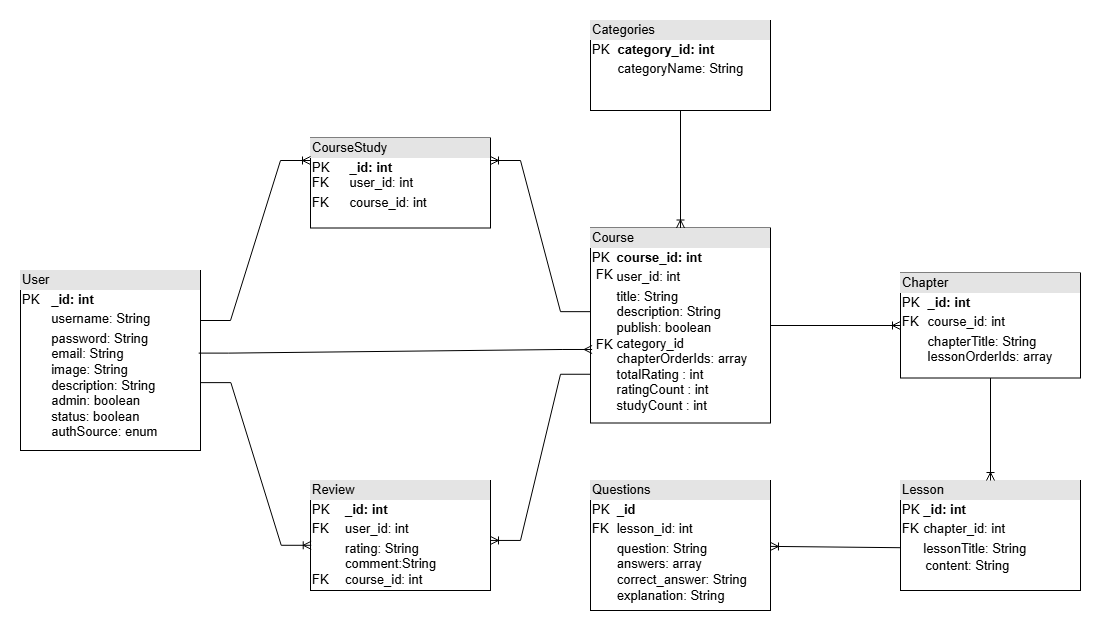 Categories
PK category_id: int
categoryName: String
CourseStudy
PK _id: int
FK user_id: int
FK course_id: int
User
PK _id: int
username: String
password: String
email: String
image: String
description: String
admin: boolean
status: boolean
authSource: enum
Course
PK course_id: int
FK user_id: int
title: String
description: String
publish: boolean
FK category_id
chapterOrderIds: array
totalRating : int
ratingCount : int
studyCount : int
Chapter
PK _id: int
FK course_id: int
chapterTitle: String
lessonOrderIds: array
Review
PK _id: int
FK user_id: int
rating: String
comment:String
FK course_id: int
Questions
PK _id
FK lesson_id: int
question: String
answers: array
correct_answer: String
explanation: String
Lesson
PK _id: int
FK chapter_id: int
lessonTitle: String
content: String